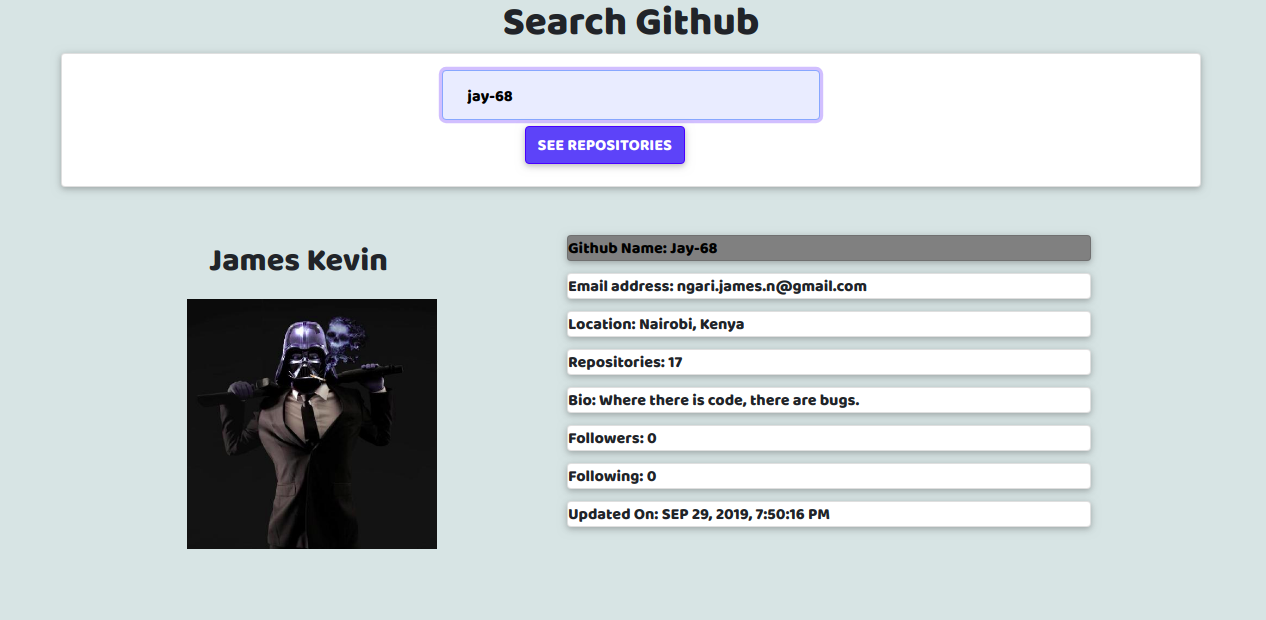 Search Github
jay-68
SEE REPOSITORIES
James Kevin
Github Name: Jay-68
Email address: ngari.james.n@gmail.com
Location: Nairobi, Kenya
Repositories: 17
Bio: Where there is code, there are bugs.
Followers: 0
Following: 0
Updated On: SEP 29, 2019, 7:50:16 PM